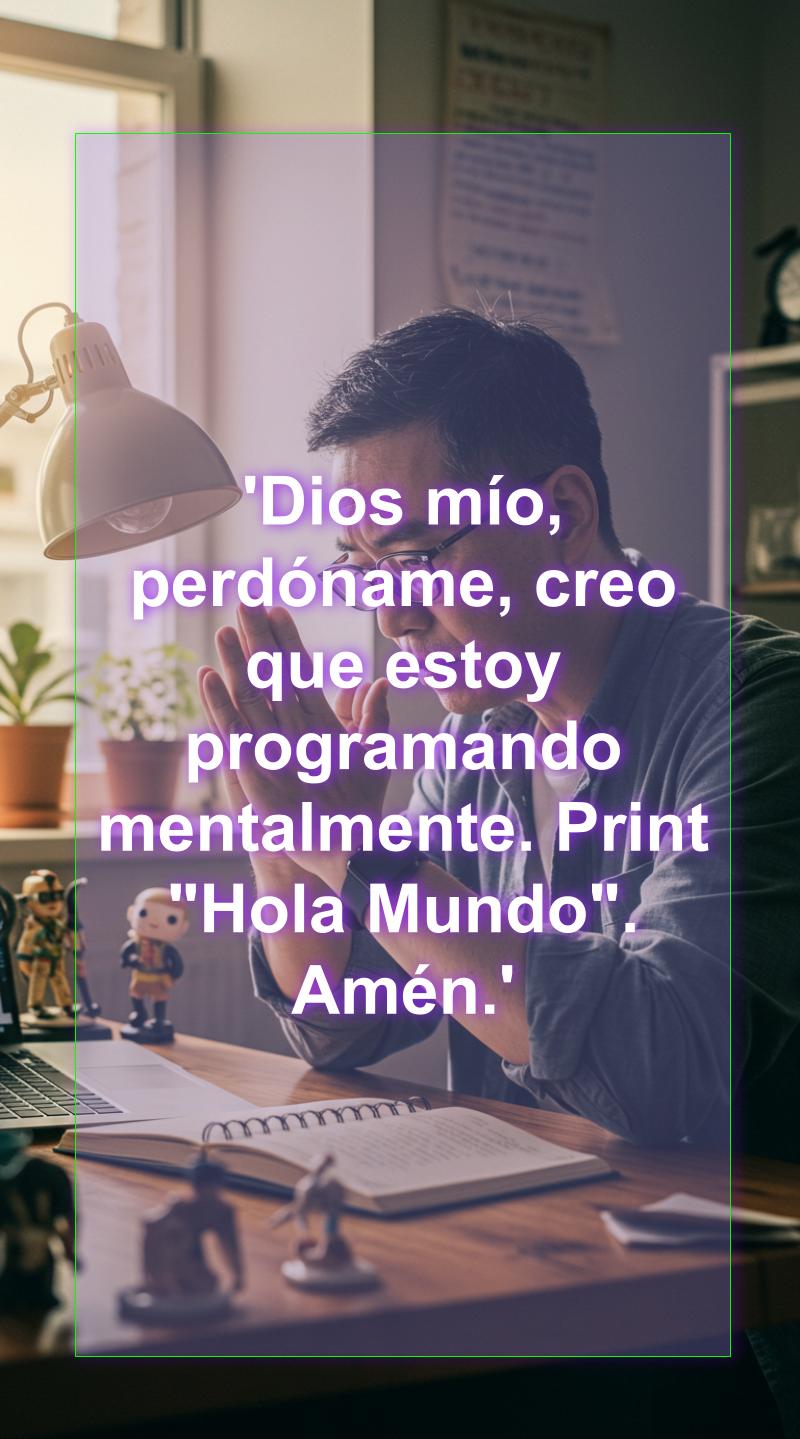 'Dios mío,
perdóname, creo
que estoy
programando
mentalmente. Print
"Hola Mundo".
Amén.'